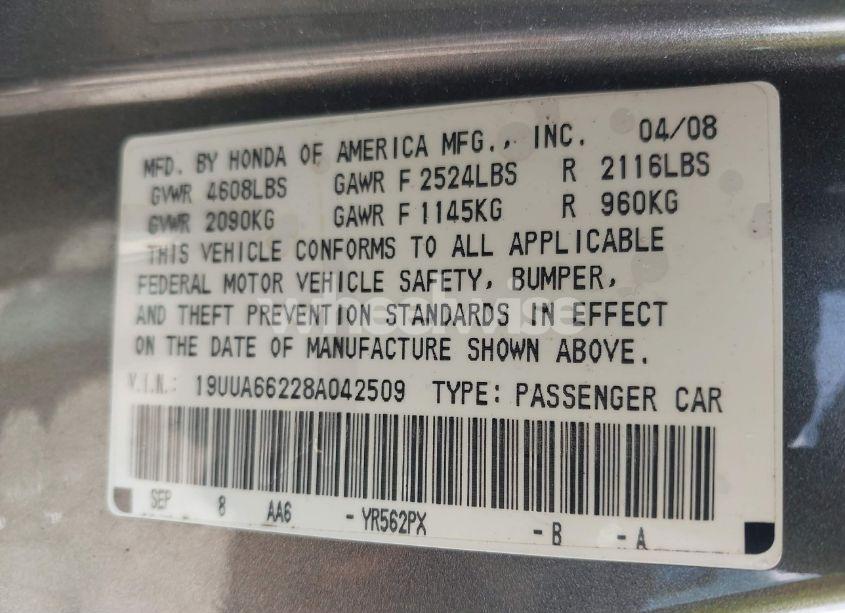 MFD. BY HONDA OF AMERICA MFG., INC. 04/08
GVWR 4608LBS GAWR F 2524LBS R 2116LBS
GVWR 2090KG GAWR F 1145KG R 960KG
THIS VEHICLE CONFORMS TO ALL APPLICABLE
FEDERAL MOTOR VEHICLE SAFETY, BUMPER,
AND THEFT PREVENTION STANDARDS IN EFFECT
ON THE DATE OF MANUFACTURE SHOWN ABOVE.
V.I.N.: 19UUA66228A042509 TYPE: PASSENGER CAR
SEP 8 AA6 - YR562PX - B - A
wheelwise